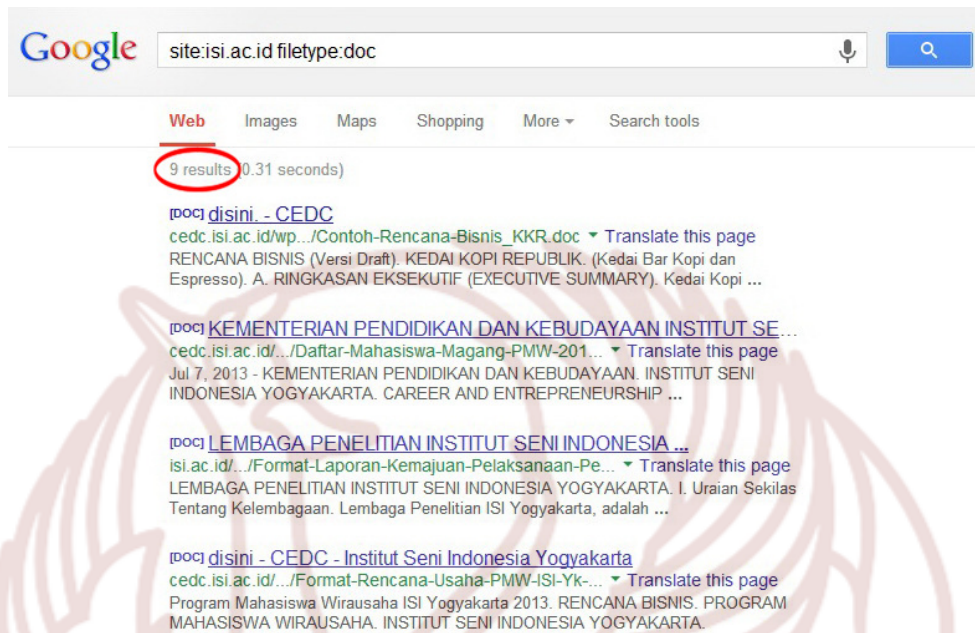 Google site:isi.ac.id filetype:doc
Web Images Maps Shopping More Search tools
9 results (0.31 seconds)
[DOC] disini. - CEDC
cedc.isi.ac.id/wp.../Contoh-Rencana-Bisnis_KKR.doc Translate this page
RENCANA BISNIS (Versi Draft). KEDAI KOPI REPUBLIK. (Kedai Bar Kopi dan
Espresso). A. RINGKASAN EKSEKUTIF (EXECUTIVE SUMMARY). Kedai Kopi ...
[DOC] KEMENTERIAN PENDIDIKAN DAN KEBUDAYAAN INSTITUT SE...
cedc.isi.ac.id/.../Daftar-Mahasiswa-Magang-PMW-201... Translate this page
Jul 7, 2013 - KEMENTERIAN PENDIDIKAN DAN KEBUDAYAAN. INSTITUT SENI
INDONESIA YOGYAKARTA. CAREER AND ENTREPRENEURSHIP ...
[DOC] LEMBAGA PENELITIAN INSTITUT SENI INDONESIA ...
isi.ac.id/.../Format-Laporan-Kemajuan-Pelaksanaan-Pe... Translate this page
LEMBAGA PENELITIAN INSTITUT SENI INDONESIA YOGYAKARTA. I. Uraian Sekilas
Tentang Kelembagaan. Lembaga Penelitian ISI Yogyakarta, adalah ...
[DOC] disini - CEDC - Institut Seni Indonesia Yogyakarta
cedc.isi.ac.id/.../Format-Rencana-Usaha-PMW-ISI-Yk-... Translate this page
Program Mahasiswa Wirausaha ISI Yogyakarta 2013. RENCANA BISNIS. PROGRAM
MAHASISWA WIRAUSAHA. INSTITUT SENI INDONESIA YOGYAKARTA.